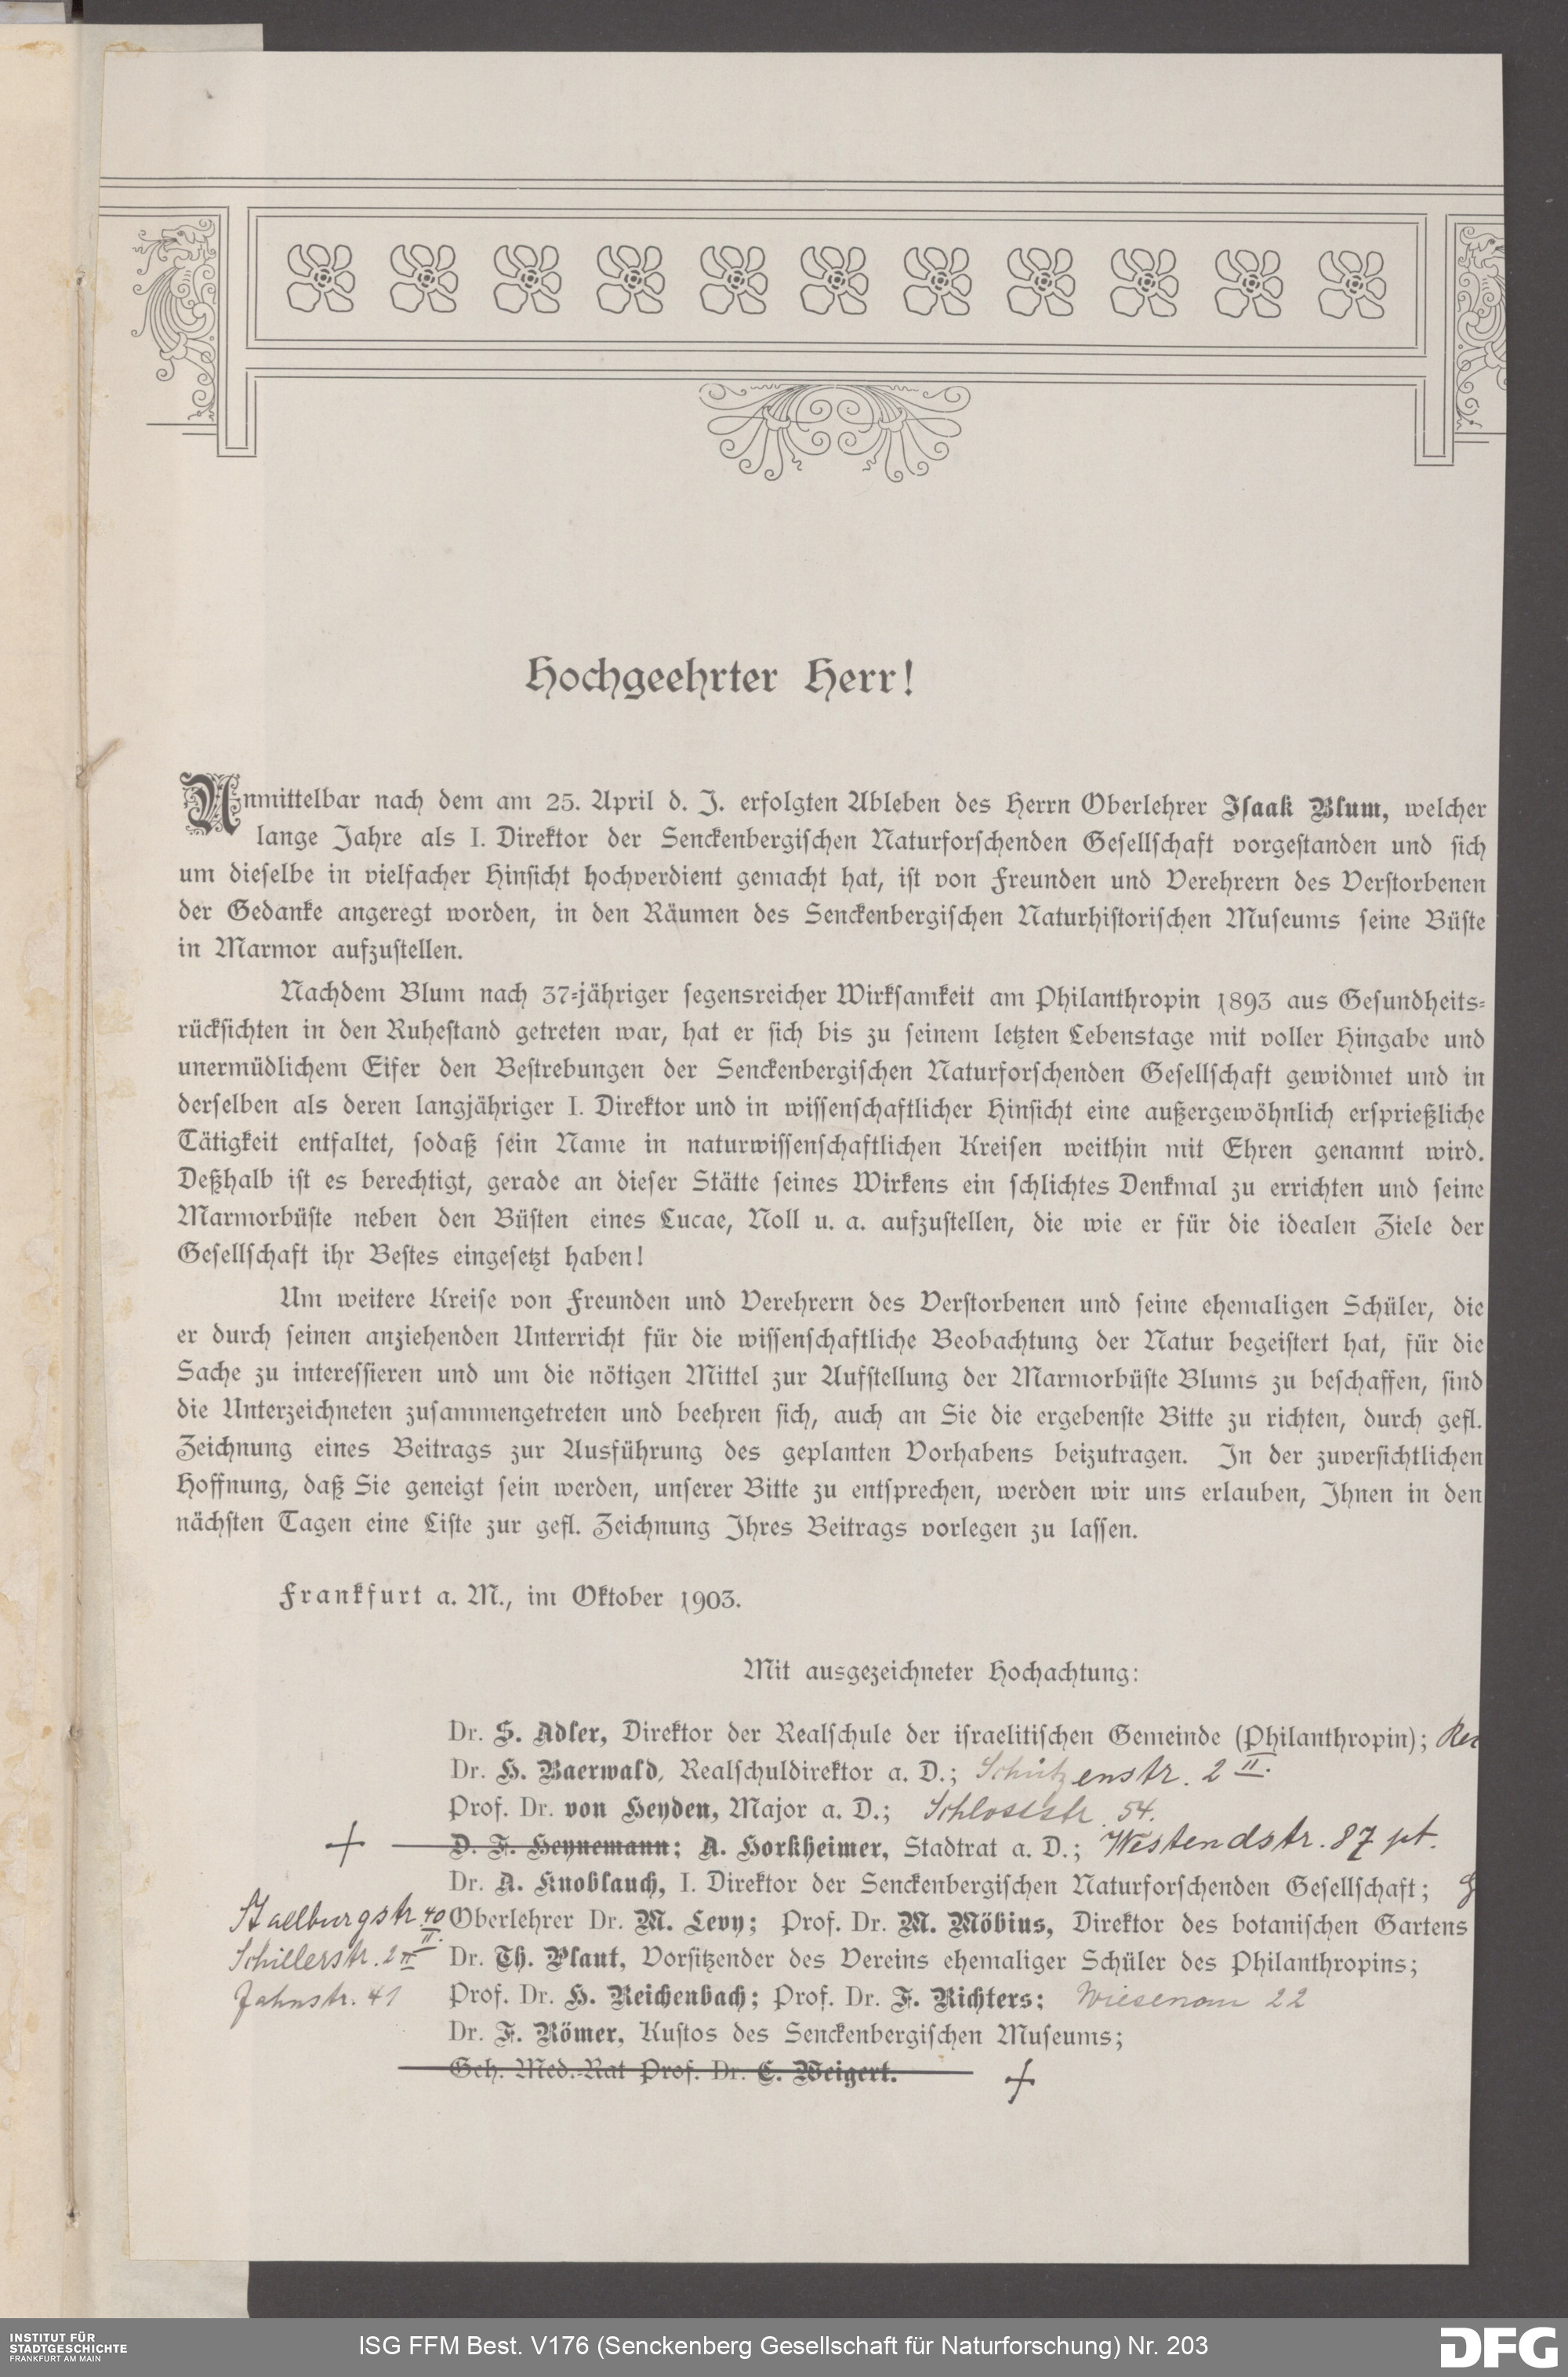 Hochgeehrter Herr!
Unmittelbar nach dem am 25. April d. J. erfolgten Ableben des Herrn Oberlehrer Isaak Blum, welcher
lange Jahre als I. Direktor der Senckenbergischen Naturforschenden Gesellschaft vorgestanden und sich
um dieselbe in vielfacher Hinsicht hochverdient gemacht hat, ist von Freunden und Verehrern des Verstorbenen
der Gedanke angeregt worden, in den Räumen des Senckenbergischen Naturhistorischen Museums seine Büste
in Marmor aufzustellen.
Nachdem Blum nach 37-jähriger segensreicher Wirksamkeit am Philanthropin 1893 aus Gesundheits-
rücksichten in den Ruhestand getreten war, hat er sich bis zu seinem letzten Lebenstage mit voller Hingabe und
unermüdlichem Eifer den Bestrebungen der Senckenbergischen Naturforschenden Gesellschaft gewidmet und in
derselben als deren langjähriger I. Direktor und in wissenschaftlicher Hinsicht eine außergewöhnlich ersprießliche
Tätigkeit entfaltet, sodaß sein Name in naturwissenschaftlichen Kreisen weithin mit Ehren genannt wird.
Deßhalb ist es berechtigt, gerade an dieser Stätte seines Wirkens ein schlichtes Denkmal zu errichten und seine
Marmorbüste neben den Büsten eines Lucae, Noll u. a. aufzustellen, die wie er für die idealen Ziele der
Gesellschaft ihr Bestes eingesetzt haben!
Um weitere Kreise von Freunden und Verehrern des Verstorbenen und seine ehemaligen Schüler, die
er durch seinen anziehenden Unterricht für die wissenschaftliche Beobachtung der Natur begeistert hat, für die
Sache zu interessieren und um die nötigen Mittel zur Aufstellung der Marmorbüste Blums zu beschaffen, sind
die Unterzeichneten zusammengetreten und beehren sich, auch an Sie die ergebenste Bitte zu richten, durch gefl.
Zeichnung eines Beitrags zur Ausführung des geplanten Vorhabens beizutragen. In der zuversichtlichen
Hoffnung, daß Sie geneigt sein werden, unserer Bitte zu entsprechen, werden wir uns erlauben, Ihnen in den
nächsten Tagen eine Liste zur gefl. Zeichnung Ihres Beitrags vorlegen zu lassen.
Frankfurt a. M., im Oktober 1903.
Mit ausgezeichneter Hochachtung:
Dr. S. Adler, Direktor der Realschule der israelitischen Gemeinde (Philanthropin);
Dr. H. Baerwald, Realschuldirektor a. D.; Schützenstr. 2 II.
Prof. Dr. von Heyden, Major a. D.; Schlossstr. 54.
D. F. Heynemann; A. Horkheimer, Stadtrat a. D.; Westendstr. 87 pt.
Dr. A. Knoblauch, I. Direktor der Senckenbergischen Naturforschenden Gesellschaft;
Staelburgstr. 40 II. Oberlehrer Dr. M. Levy; Prof. Dr. M. Möbius, Direktor des botanischen Gartens
Schillerstr. 2 II Dr. Th. Plaut, Vorsitzender des Vereins ehemaliger Schüler des Philanthropins;
Jahnstr. 41 Prof. Dr. H. Reichenbach; Prof. Dr. F. Richters; Wiesenau 22
Dr. F. Römer, Kustos des Senckenbergischen Museums;
Geh. Med.-Rat Prof. Dr. C. Weigert.
INSTITUT FÜR
STADTGESCHICHTE
FRANKFURT AM MAIN
ISG FFM Best. V176 (Senckenberg Gesellschaft für Naturforschung) Nr. 203
DFG